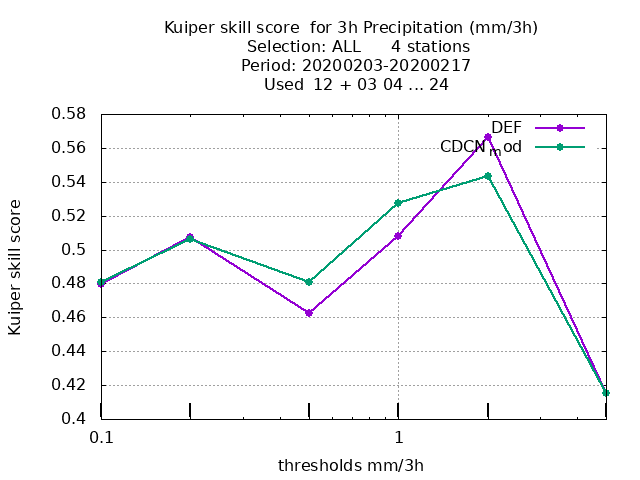 Kuiper skill score  for 3h Precipitation (mm/3h)
Selection: ALL      4 stations
Period: 20200203-20200217
Used  12 + 03 04 ... 24
DEF
CDCN_mod
0.58
0.56
0.54
0.52
0.5
0.48
0.46
0.44
0.42
0.4
Kuiper skill score
0.1
1
thresholds mm/3h